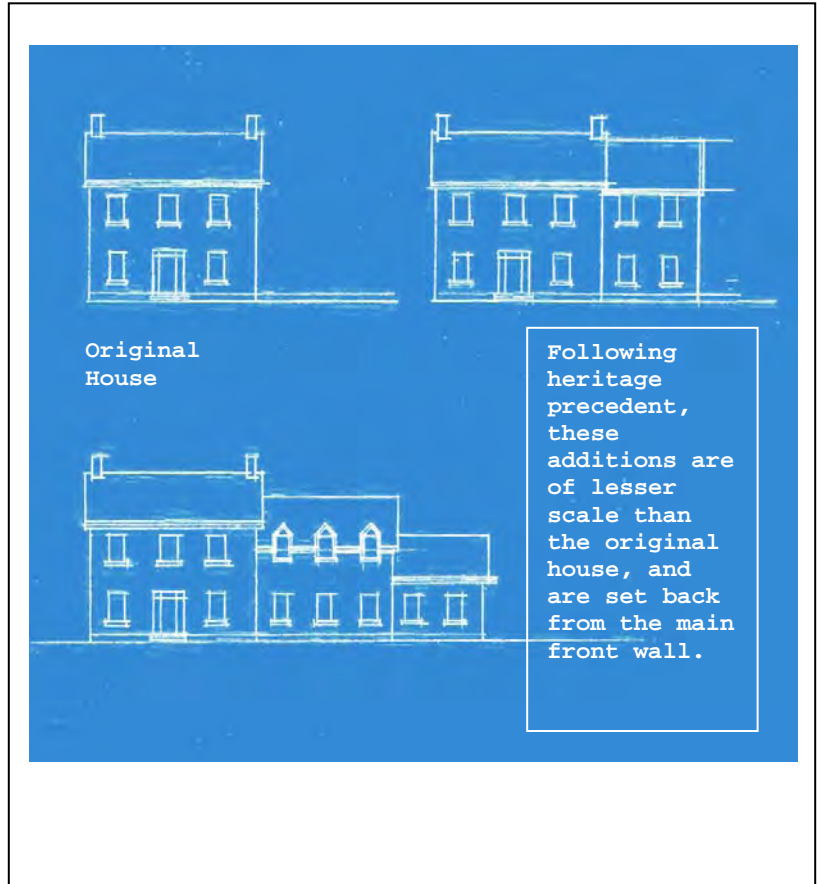 Original
House
Following
heritage
precedent,
these
additions are
of lesser
scale than
the original
house, and
are set back
from the main
front wall.